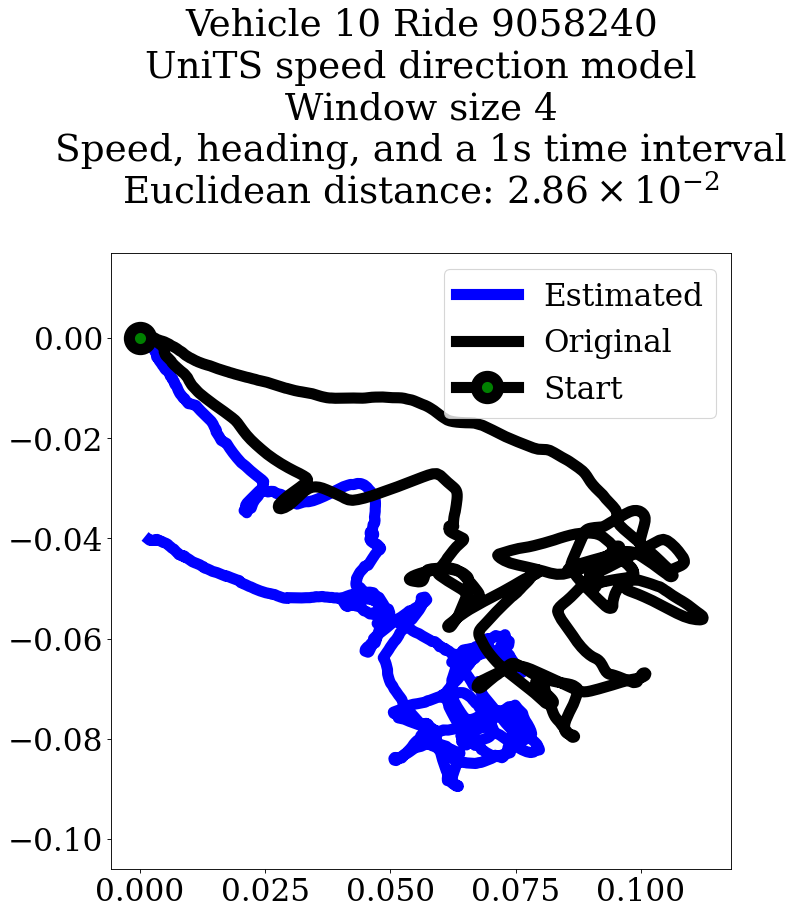 Vehicle 10 Ride 9058240
UniTS speed direction model
Window size 4
Speed, heading, and a 1s time interval
Euclidean distance: 2.86 × 10⁻²
Estimated
Original
Start
0.00
−0.02
−0.04
−0.06
−0.08
−0.10
0.000 0.025 0.050 0.075 0.100